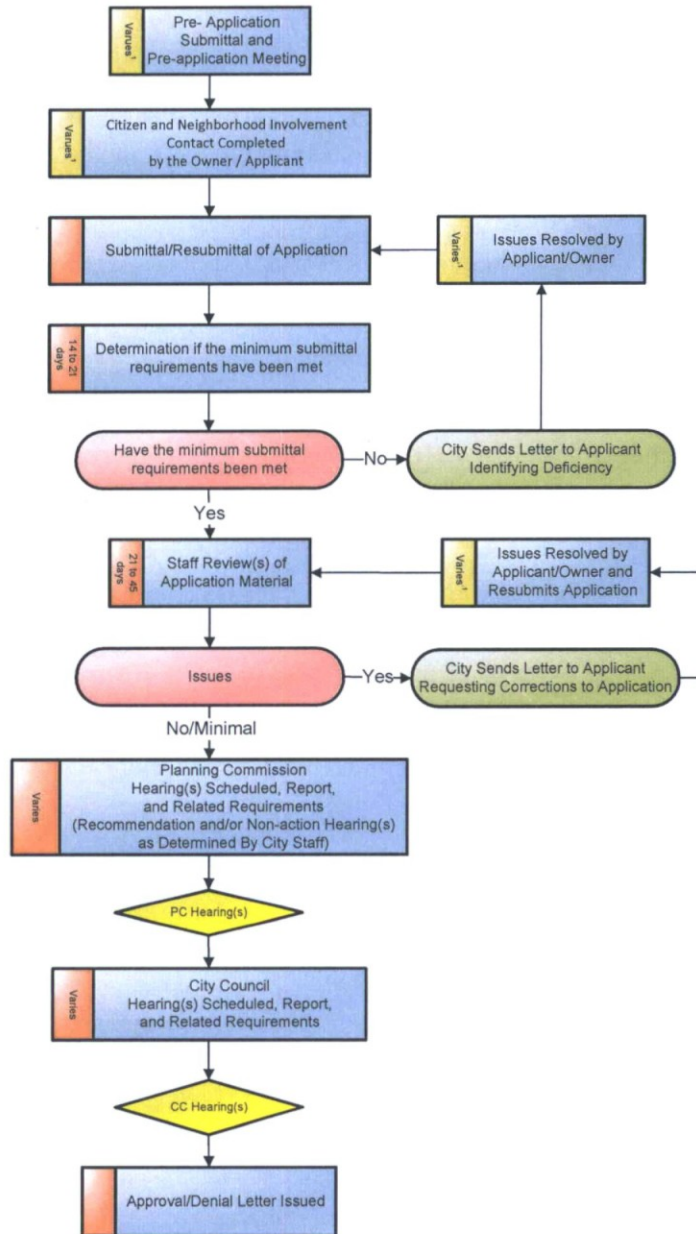 Varues¹
Pre- Application
Submittal and
Pre-application Meeting
Varues¹
Citizen and Neighborhood Involvement
Contact Completed
by the Owner / Applicant
Submittal/Resubmittal of Application
Varies¹
Issues Resolved by
Applicant/Owner
14 to 21
days
Determination if the minimum submittal
requirements have been met
Have the minimum submittal
requirements been met
No
City Sends Letter to Applicant
Identifying Deficiency
Yes
21 to 45
days
Staff Review(s) of
Application Material
Varies¹
Issues Resolved by
Applicant/Owner and
Resubmits Application
Issues
Yes
City Sends Letter to Applicant
Requesting Corrections to Application
No/Minimal
Varies
Planning Commission
Hearing(s) Scheduled, Report,
and Related Requirements
(Recommendation and/or Non-action Hearing(s)
as Determined By City Staff)
PC Hearing(s)
Varies
City Council
Hearing(s) Scheduled, Report,
and Related Requirements
CC Hearing(s)
Approval/Denial Letter Issued